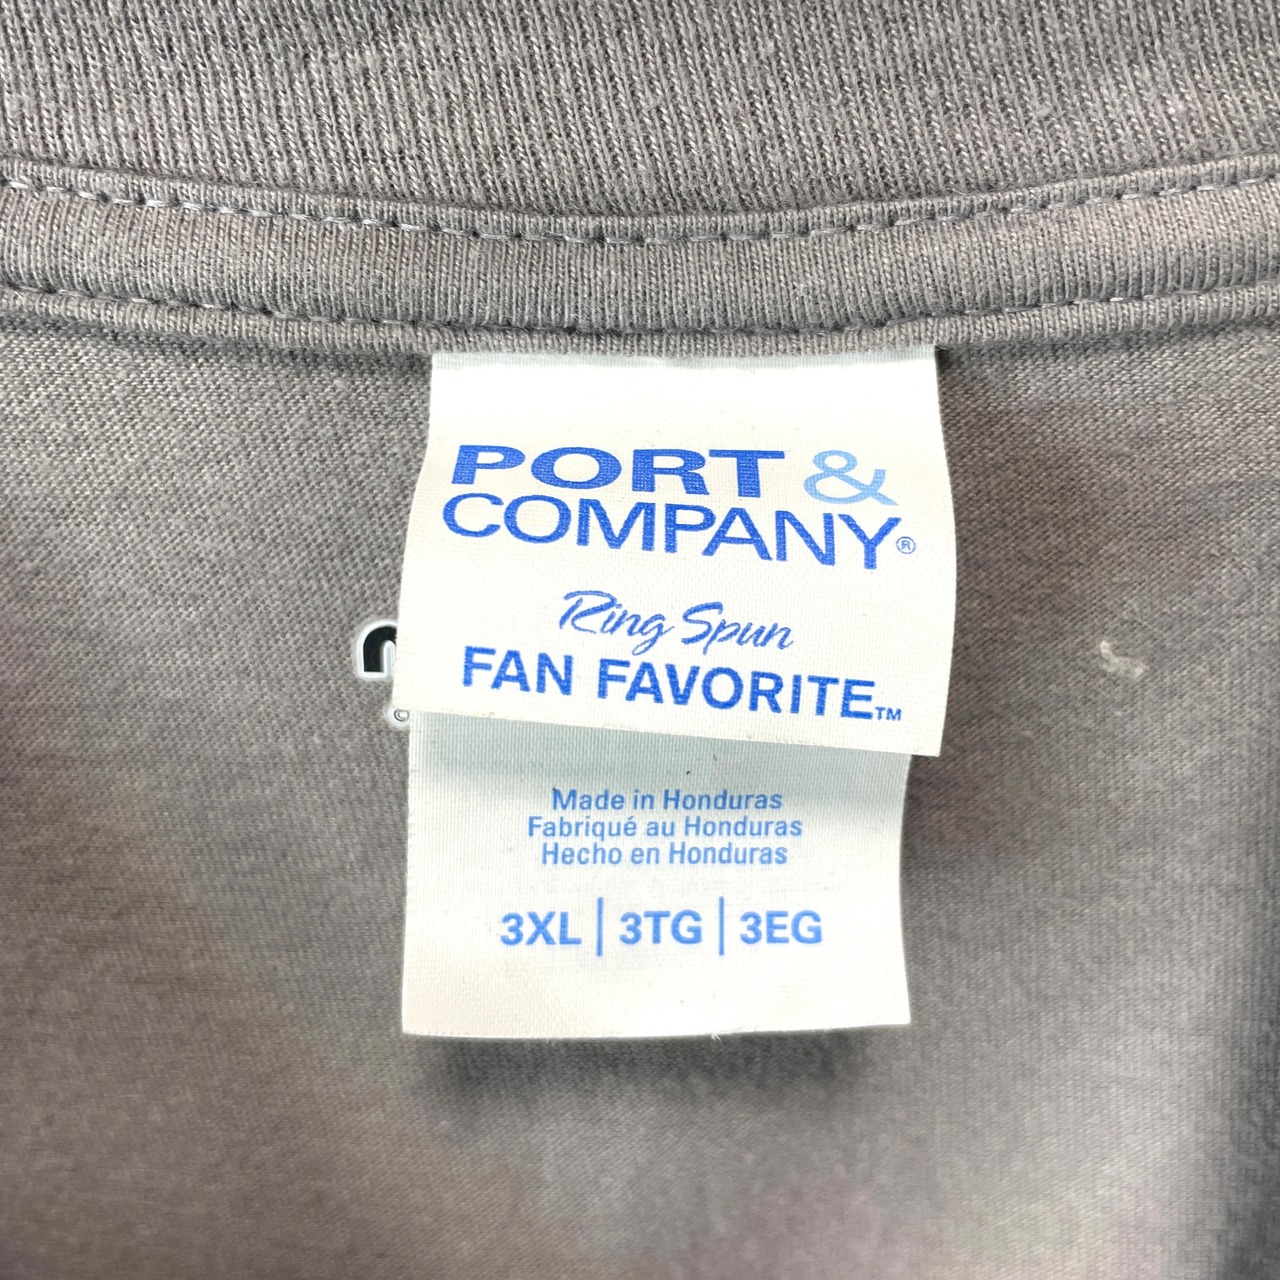 PORT &
COMPANY®
Ring Spun
FAN FAVORITE™
©
Made in Honduras
Fabriqué au Honduras
Hecho en Honduras
3XL | 3TG | 3EG